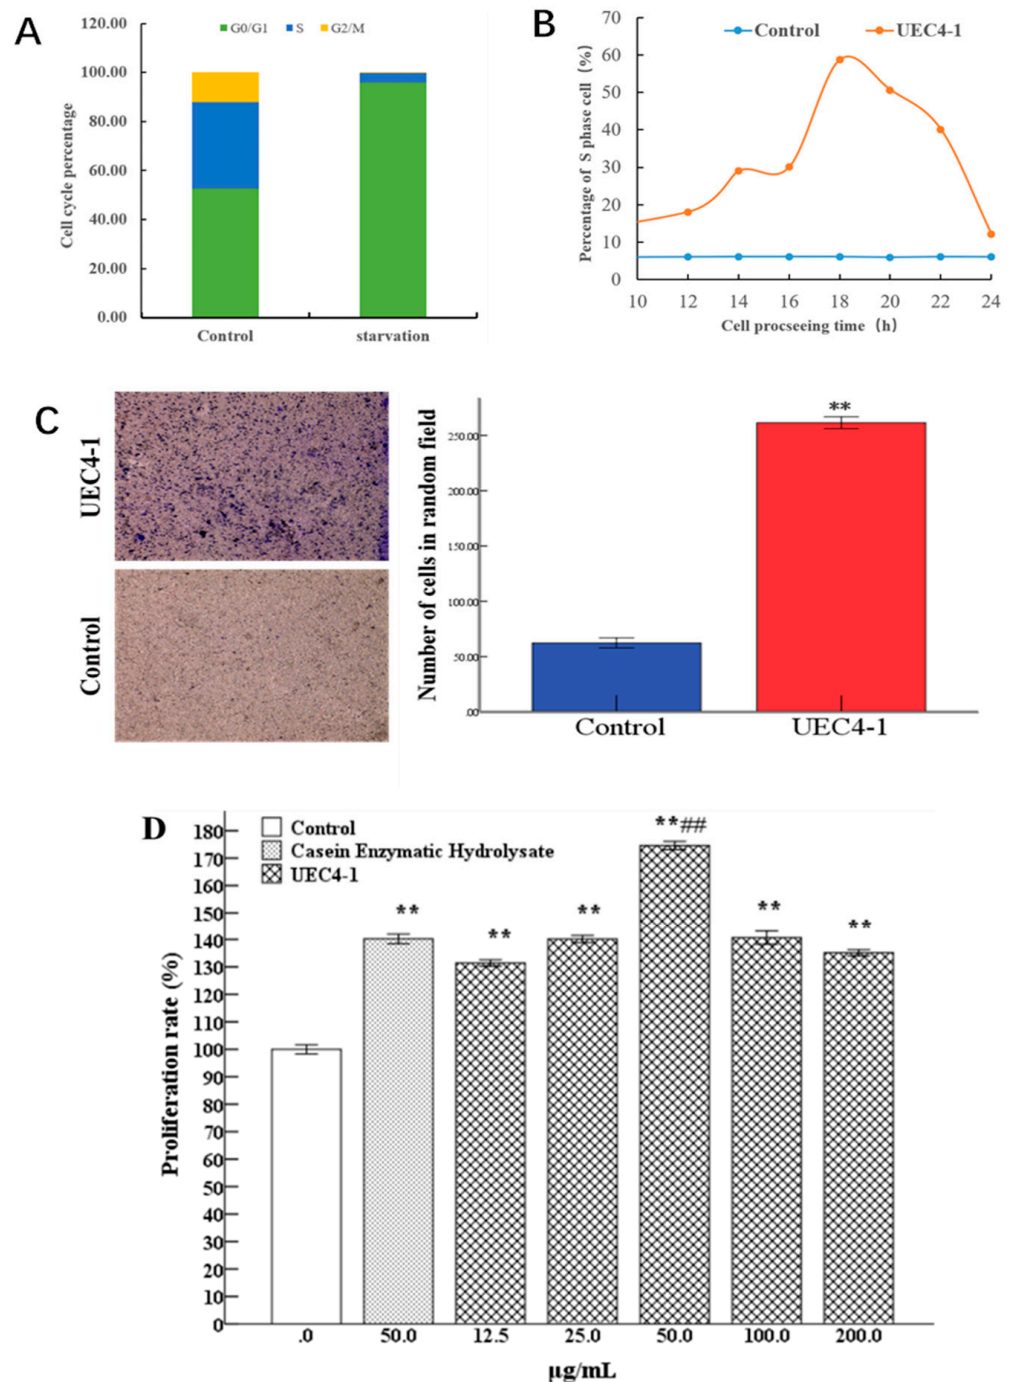 A
G0/G1 S G2/M
Cell cycle percentage
120.00
100.00
80.00
60.00
40.00
20.00
0.00
Control starvation
B
Control UEC4-1
Percentage of S phase cell (%)
70
60
50
40
30
20
10
0
10 12 14 16 18 20 22 24
Cell procseeing time (h)
C
UEC4-1
Control
Number of cells in random field
250.00
200.00
150.00
100.00
50.00
.00
**
Control UEC4-1
D
Control
Casein Enzymatic Hydrolysate
UEC4-1
Proliferation rate (%)
180
170
160
150
140
130
120
110
100
90
80
70
60
50
40
30
20
10
0
** ** ** **## ** **
.0 50.0 12.5 25.0 50.0 100.0 200.0
μg/mL